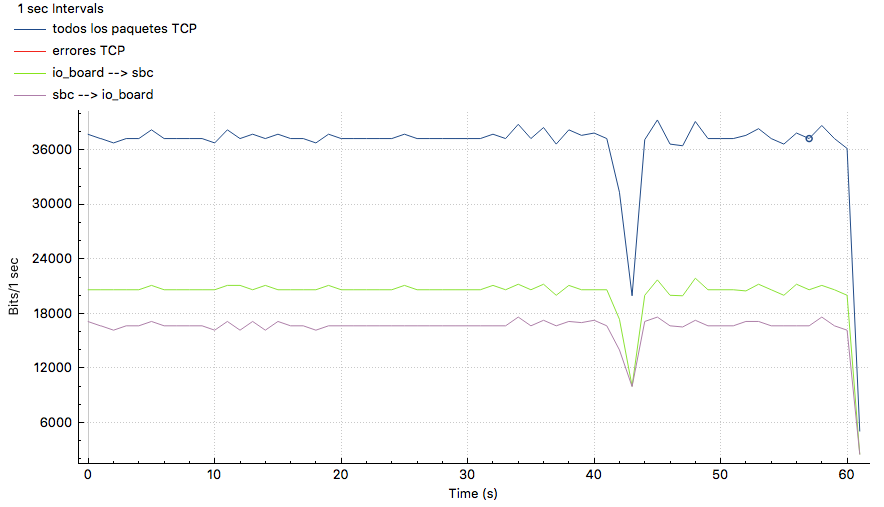 1 sec Intervals
todos los paquetes TCP
errores TCP
io_board --> sbc
sbc --> io_board
36000
30000
24000
18000
12000
6000
Bits/1 sec
0 10 20 30 40 50 60
Time (s)